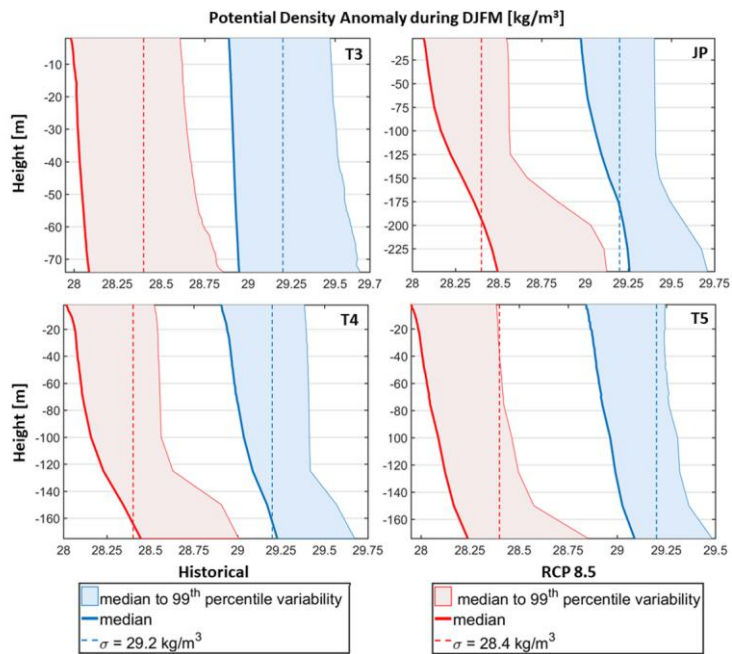 Potential Density Anomaly during DJFM [kg/m³]
T3
-10
-20
-30
-40
-50
-60
-70
28 28.25 28.5 28.75 29 29.25 29.5 29.7
Height [m]
JP
-25
-50
-75
-100
-125
-150
-175
-200
-225
28 28.25 28.5 28.75 29 29.25 29.5 29.75
T4
-20
-40
-60
-80
-100
-120
-140
-160
28 28.25 28.5 28.75 29 29.25 29.5 29.75
Height [m]
T5
-20
-40
-60
-80
-100
-120
-140
-160
28 28.25 28.5 28.75 29 29.25 29.5
Historical
median to 99th percentile variability
median
σ = 29.2 kg/m³
RCP 8.5
median to 99th percentile variability
median
σ = 28.4 kg/m³